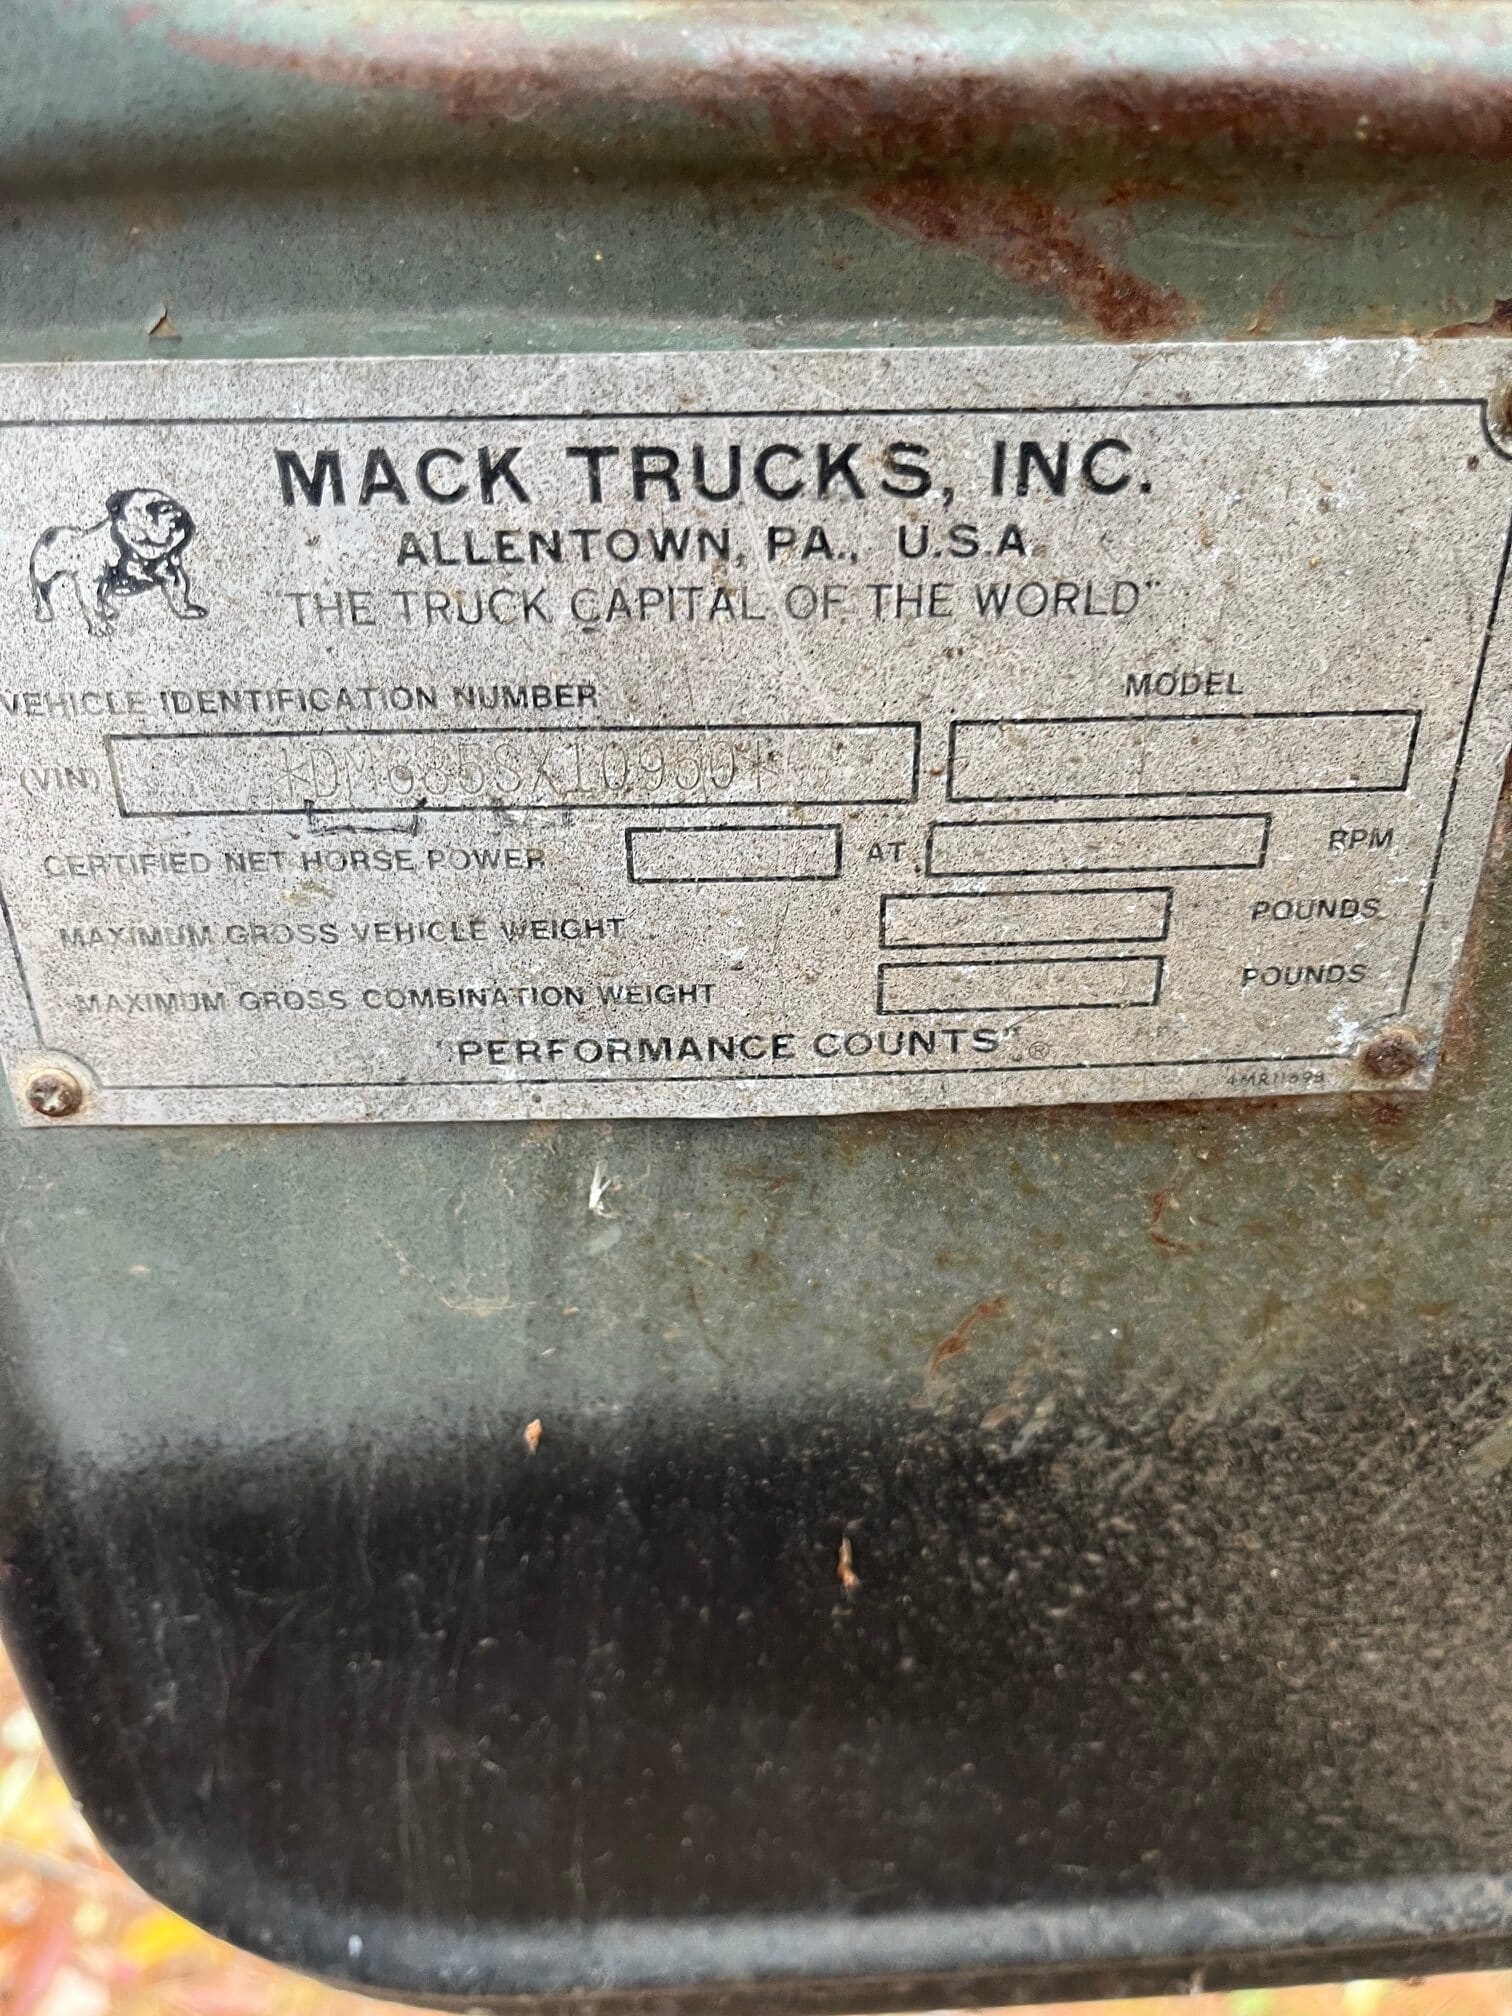 MACK TRUCKS, INC.
ALLENTOWN, PA., U.S.A.
"THE TRUCK CAPITAL OF THE WORLD"
VEHICLE IDENTIFICATION NUMBER
MODEL
(VIN) *DM685SX10950*
CERTIFIED NET HORSE POWER AT RPM
MAXIMUM GROSS VEHICLE WEIGHT POUNDS
MAXIMUM GROSS COMBINATION WEIGHT POUNDS
"PERFORMANCE COUNTS"®